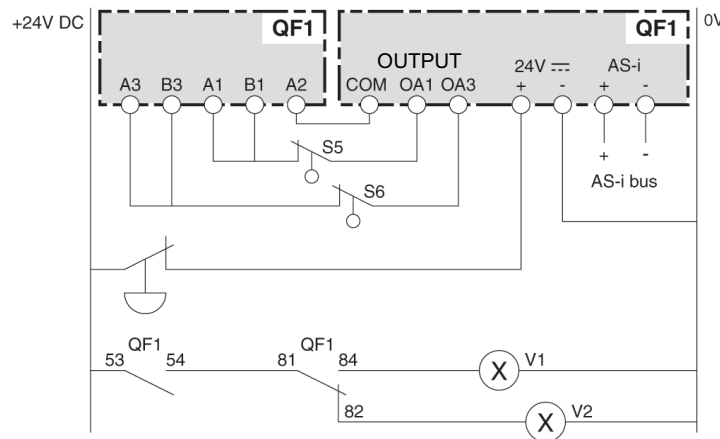 +24V DC QF1 QF1 0V
OUTPUT 24V AS-i
A3 B3 A1 B1 A2 COM OA1 OA3 + - + -
S5
+ -
AS-i bus
S6
QF1 QF1
53 54 81 84 X V1
82 X V2